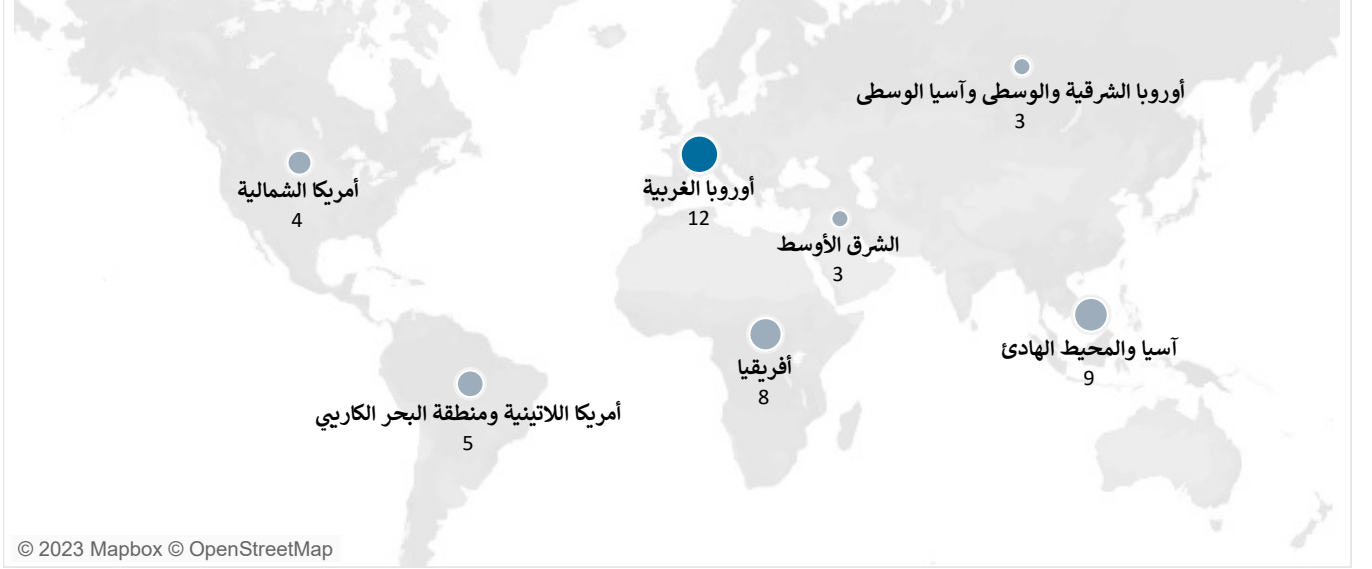 أوروبا الشرقية والوسطى وآسيا الوسطى
3
أمريكا الشمالية
4
أوروبا الغربية
12
الشرق الأوسط
3
آسيا والمحيط الهادئ
9
أفريقيا
8
أمريكا اللاتينية ومنطقة البحر الكاريبي
5
© 2023 Mapbox © OpenStreetMap